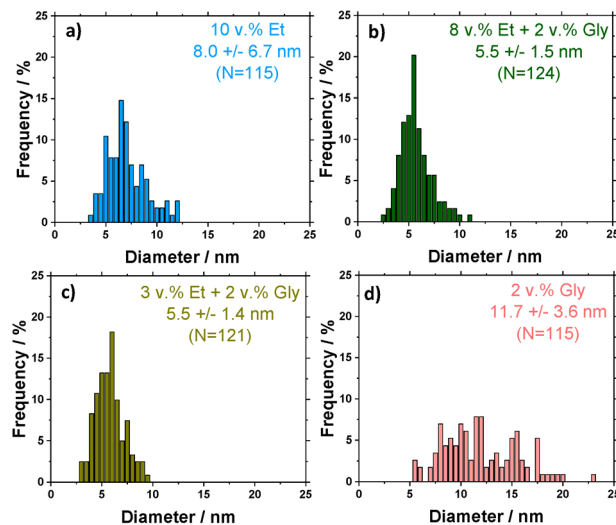 a)
10 v.% Et
8.0 +/- 6.7 nm
(N=115)
Frequency / %
25
20
15
10
5
0
0 5 10 15 20 25
Diameter / nm
b)
8 v.% Et + 2 v.% Gly
5.5 +/- 1.5 nm
(N=124)
Frequency / %
25
20
15
10
5
0
0 5 10 15 20 25
Diameter / nm
c)
3 v.% Et + 2 v.% Gly
5.5 +/- 1.4 nm
(N=121)
Frequency / %
25
20
15
10
5
0
0 5 10 15 20 25
Diameter / nm
d)
2 v.% Gly
11.7 +/- 3.6 nm
(N=115)
Frequency / %
25
20
15
10
5
0
0 5 10 15 20 25
Diameter / nm